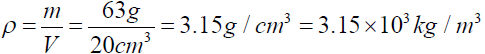 ρ = m/V = 63g/20cm³ = 3.15g / cm³ = 3.15×10³kg / m³